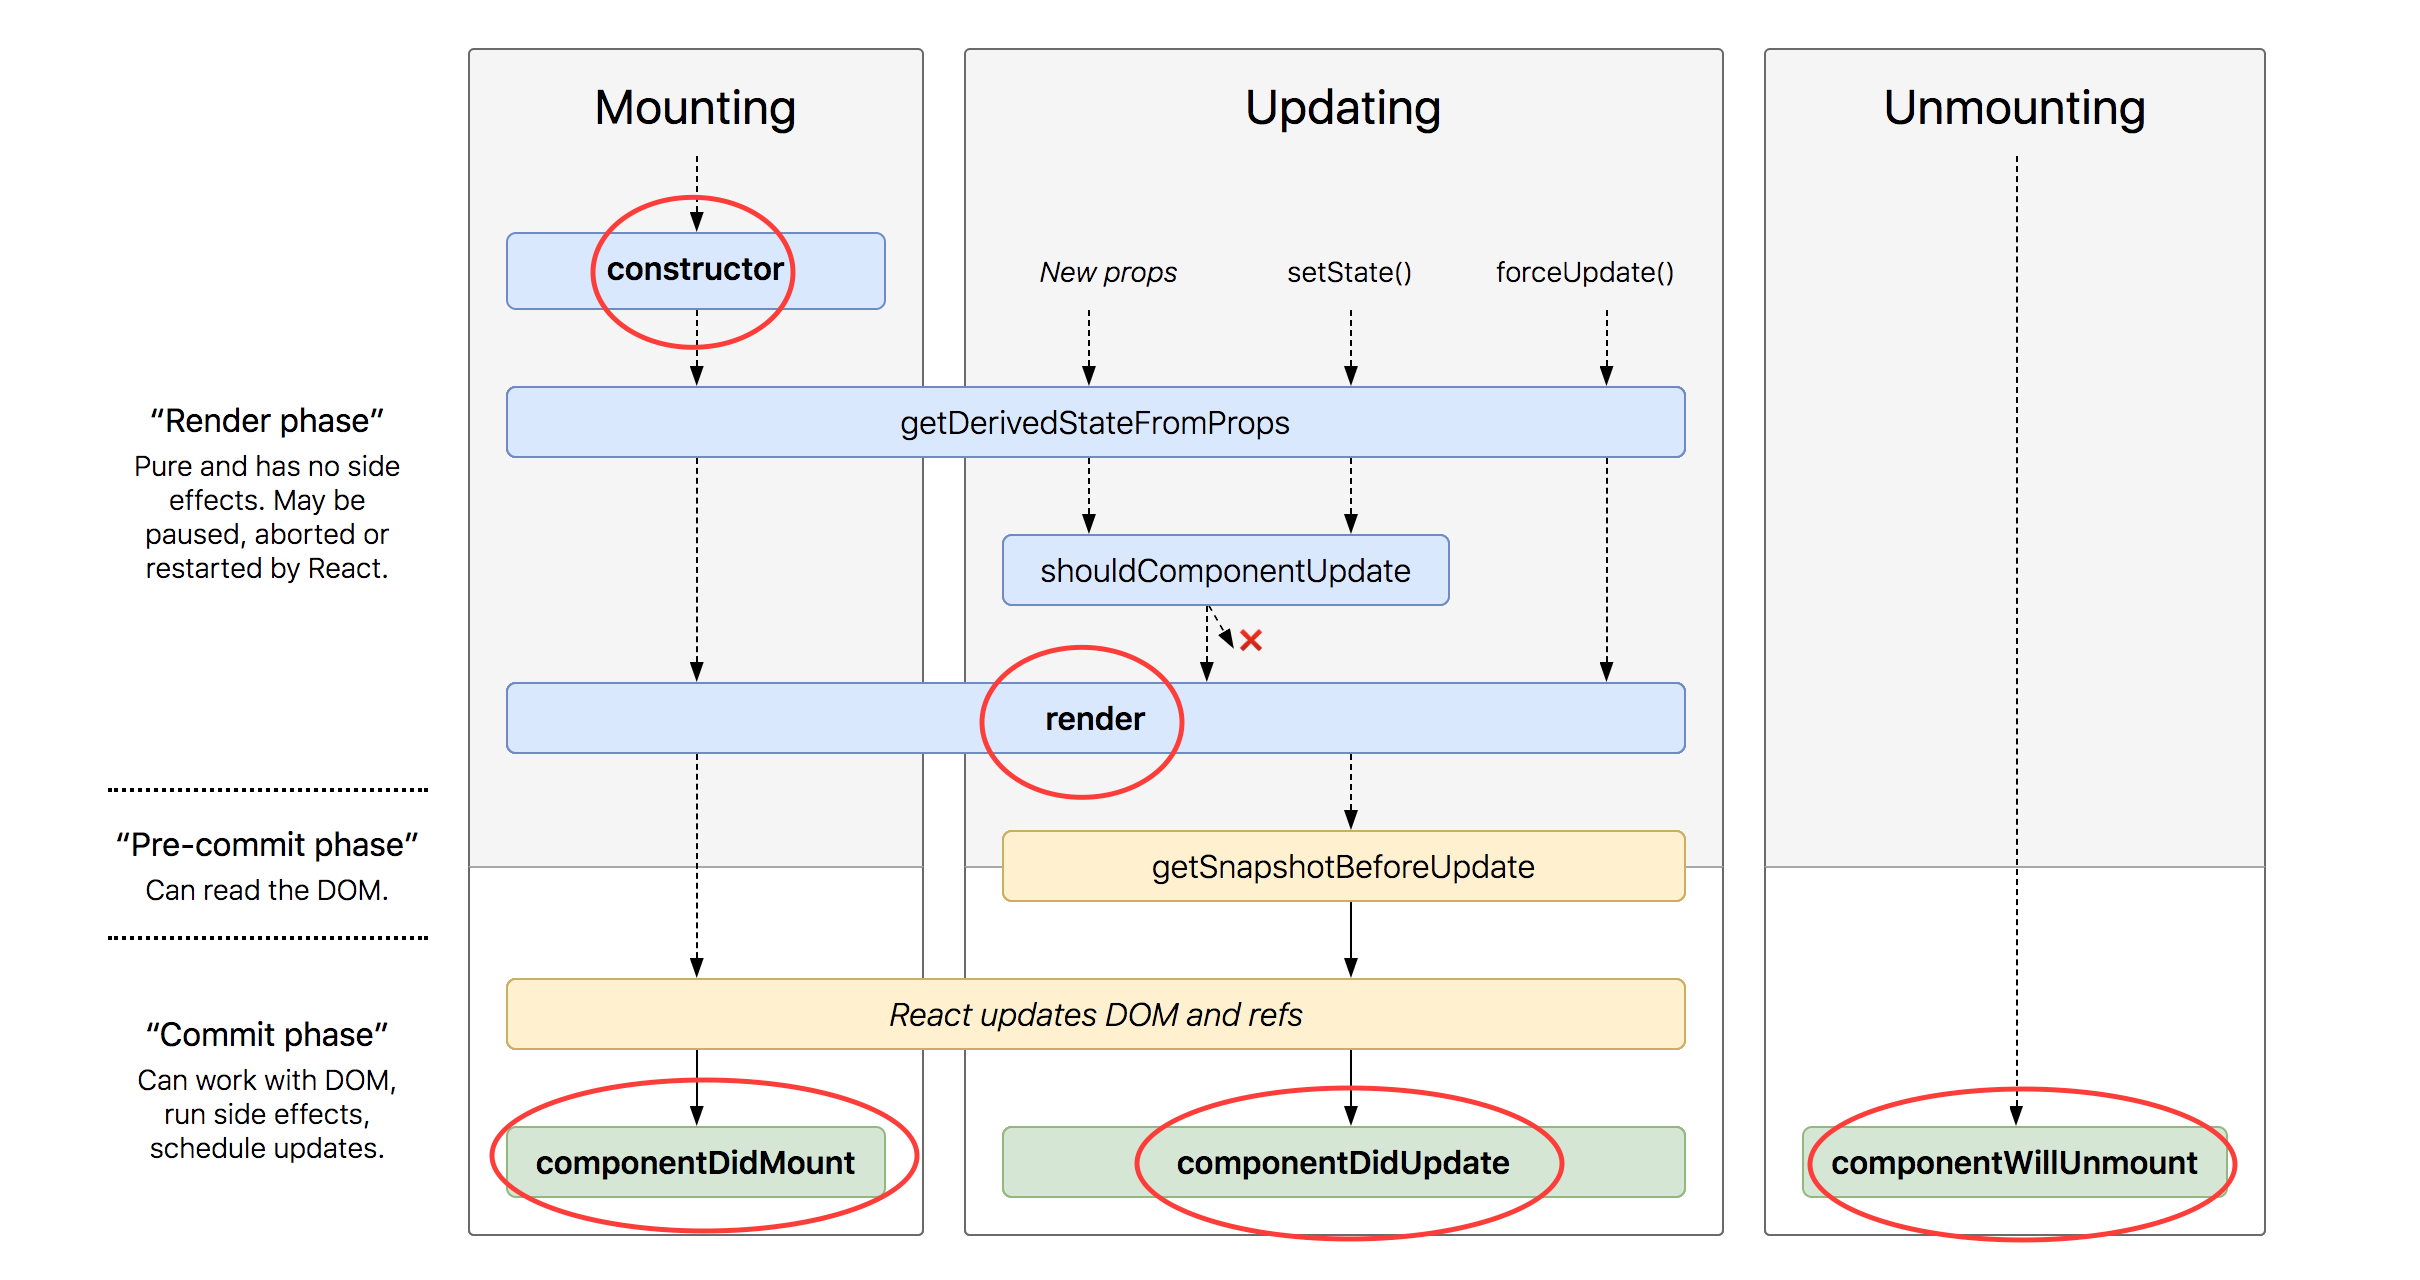 Mounting
Updating
Unmounting
constructor
New props
setState()
forceUpdate()
“Render phase”
Pure and has no side
effects. May be
paused, aborted or
restarted by React.
getDerivedStateFromProps
shouldComponentUpdate
render
“Pre-commit phase”
Can read the DOM.
getSnapshotBeforeUpdate
“Commit phase”
Can work with DOM,
run side effects,
schedule updates.
React updates DOM and refs
componentDidMount
componentDidUpdate
componentWillUnmount